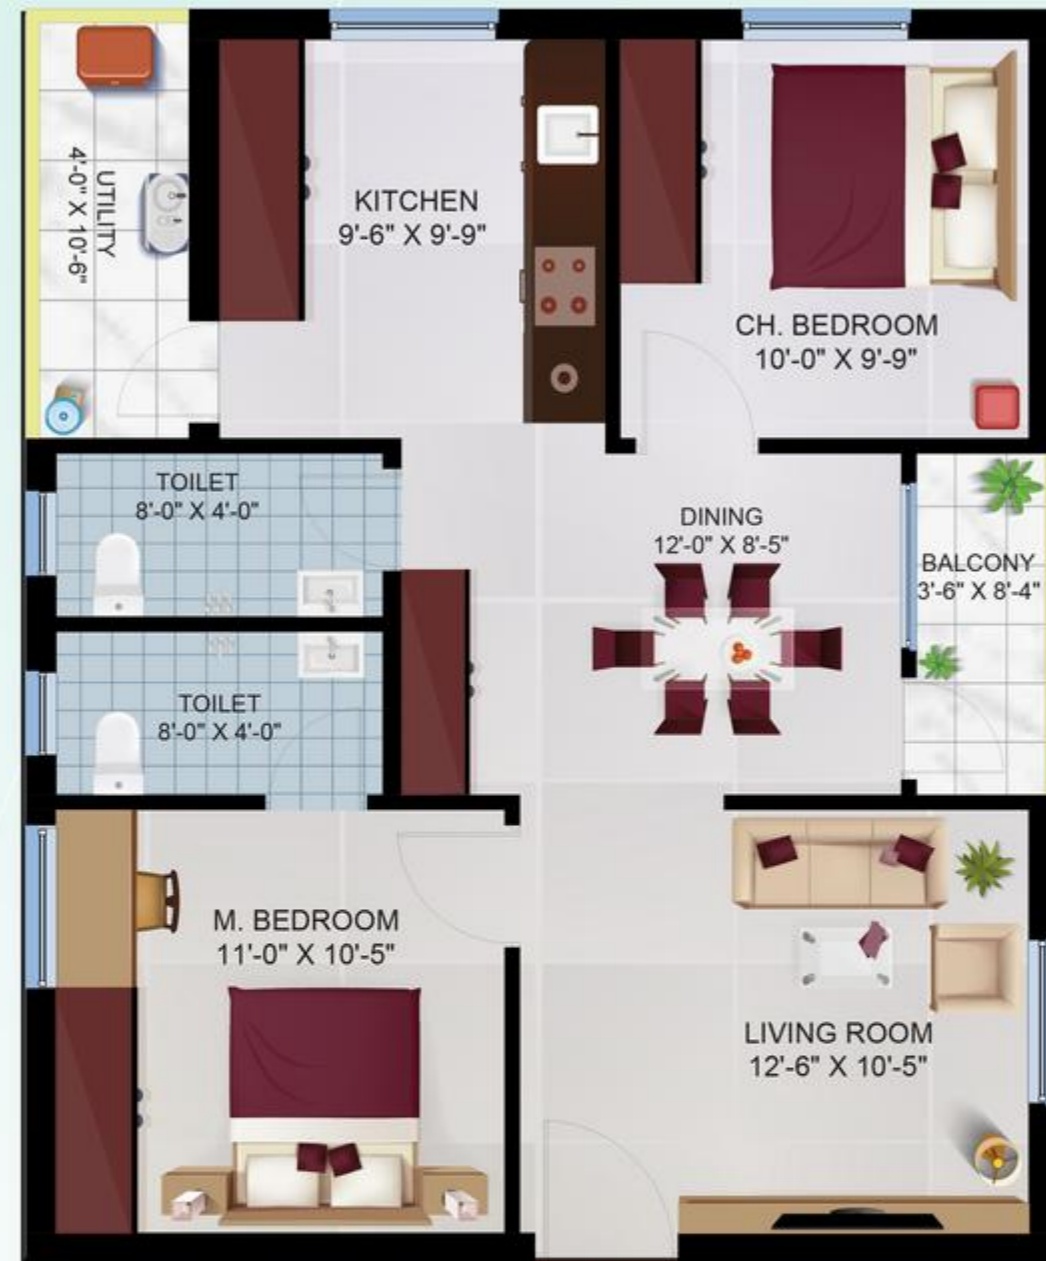 UTILITY
4'-0" X 10'-6"
KITCHEN
9'-6" X 9'-9"
CH. BEDROOM
10'-0" X 9'-9"
TOILET
8'-0" X 4'-0"
DINING
12'-0" X 8'-5"
BALCONY
3'-6" X 8'-4"
TOILET
8'-0" X 4'-0"
M. BEDROOM
11'-0" X 10'-5"
LIVING ROOM
12'-6" X 10'-5"